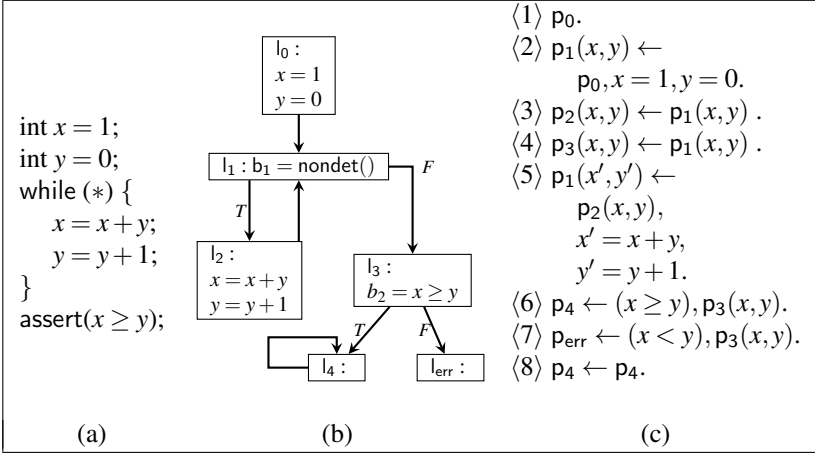 int x = 1;
int y = 0;
while (∗) {
x = x + y;
y = y + 1;
}
assert(x ≥ y);
(a)
l₀ :
x = 1
y = 0
l₁ : b₁ = nondet()
T
F
l₂ :
x = x + y
y = y + 1
l₃ :
b₂ = x ≥ y
T
F
l₄ :
l_err :
(b)
⟨1⟩ p₀.
⟨2⟩ p₁(x, y) ←
p₀, x = 1, y = 0.
⟨3⟩ p₂(x, y) ← p₁(x, y) .
⟨4⟩ p₃(x, y) ← p₁(x, y) .
⟨5⟩ p₁(x′, y′) ←
p₂(x, y),
x′ = x + y,
y′ = y + 1.
⟨6⟩ p₄ ← (x ≥ y), p₃(x, y).
⟨7⟩ p_err ← (x < y), p₃(x, y).
⟨8⟩ p₄ ← p₄.
(c)